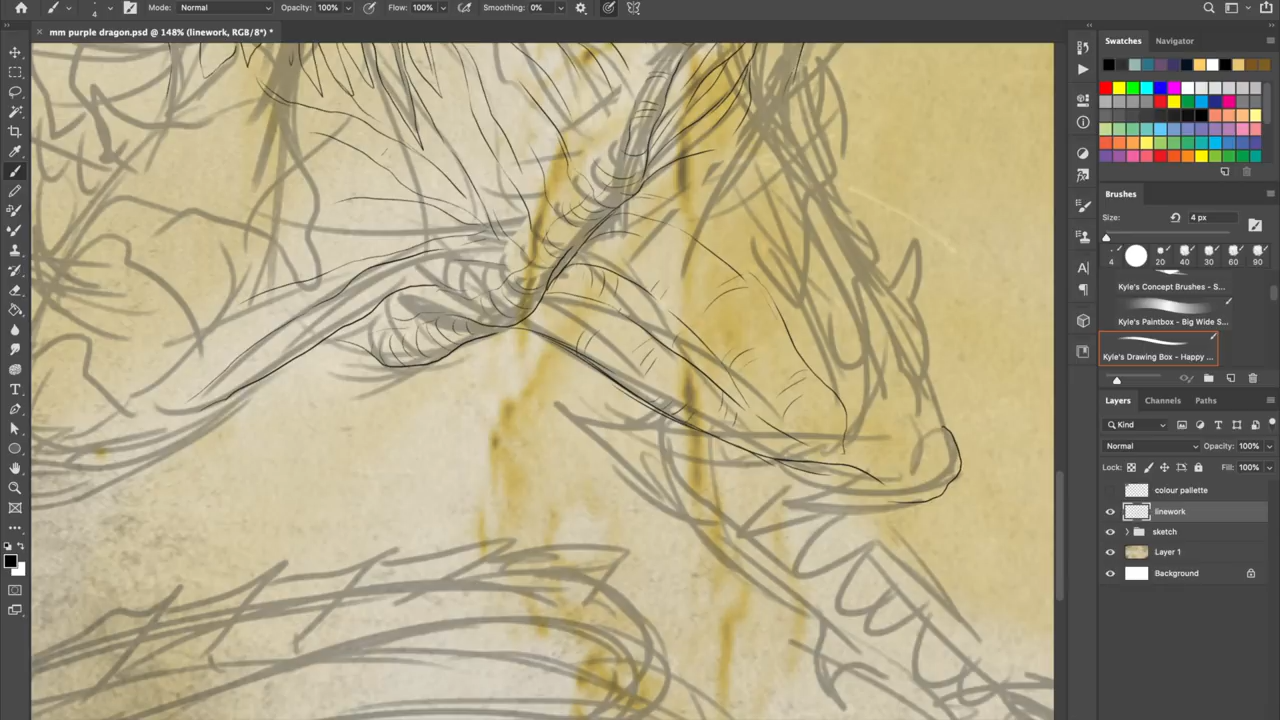 4 Mode: Normal Opacity: 100% Flow: 100% Smoothing: 0%
× mm purple dragon.psd @ 148% (linework, RGB/8*) *
Swatches Navigator
Brushes
Size: 4 px
4 20 40 30 60 90
Kyle's Concept Brushes - S...
Kyle's Paintbox - Big Wide S...
Kyle's Drawing Box - Happy ...
Layers Channels Paths
Kind
Normal Opacity: 100%
Lock: Fill: 100%
colour palette
linework
sketch
Layer 1
Background